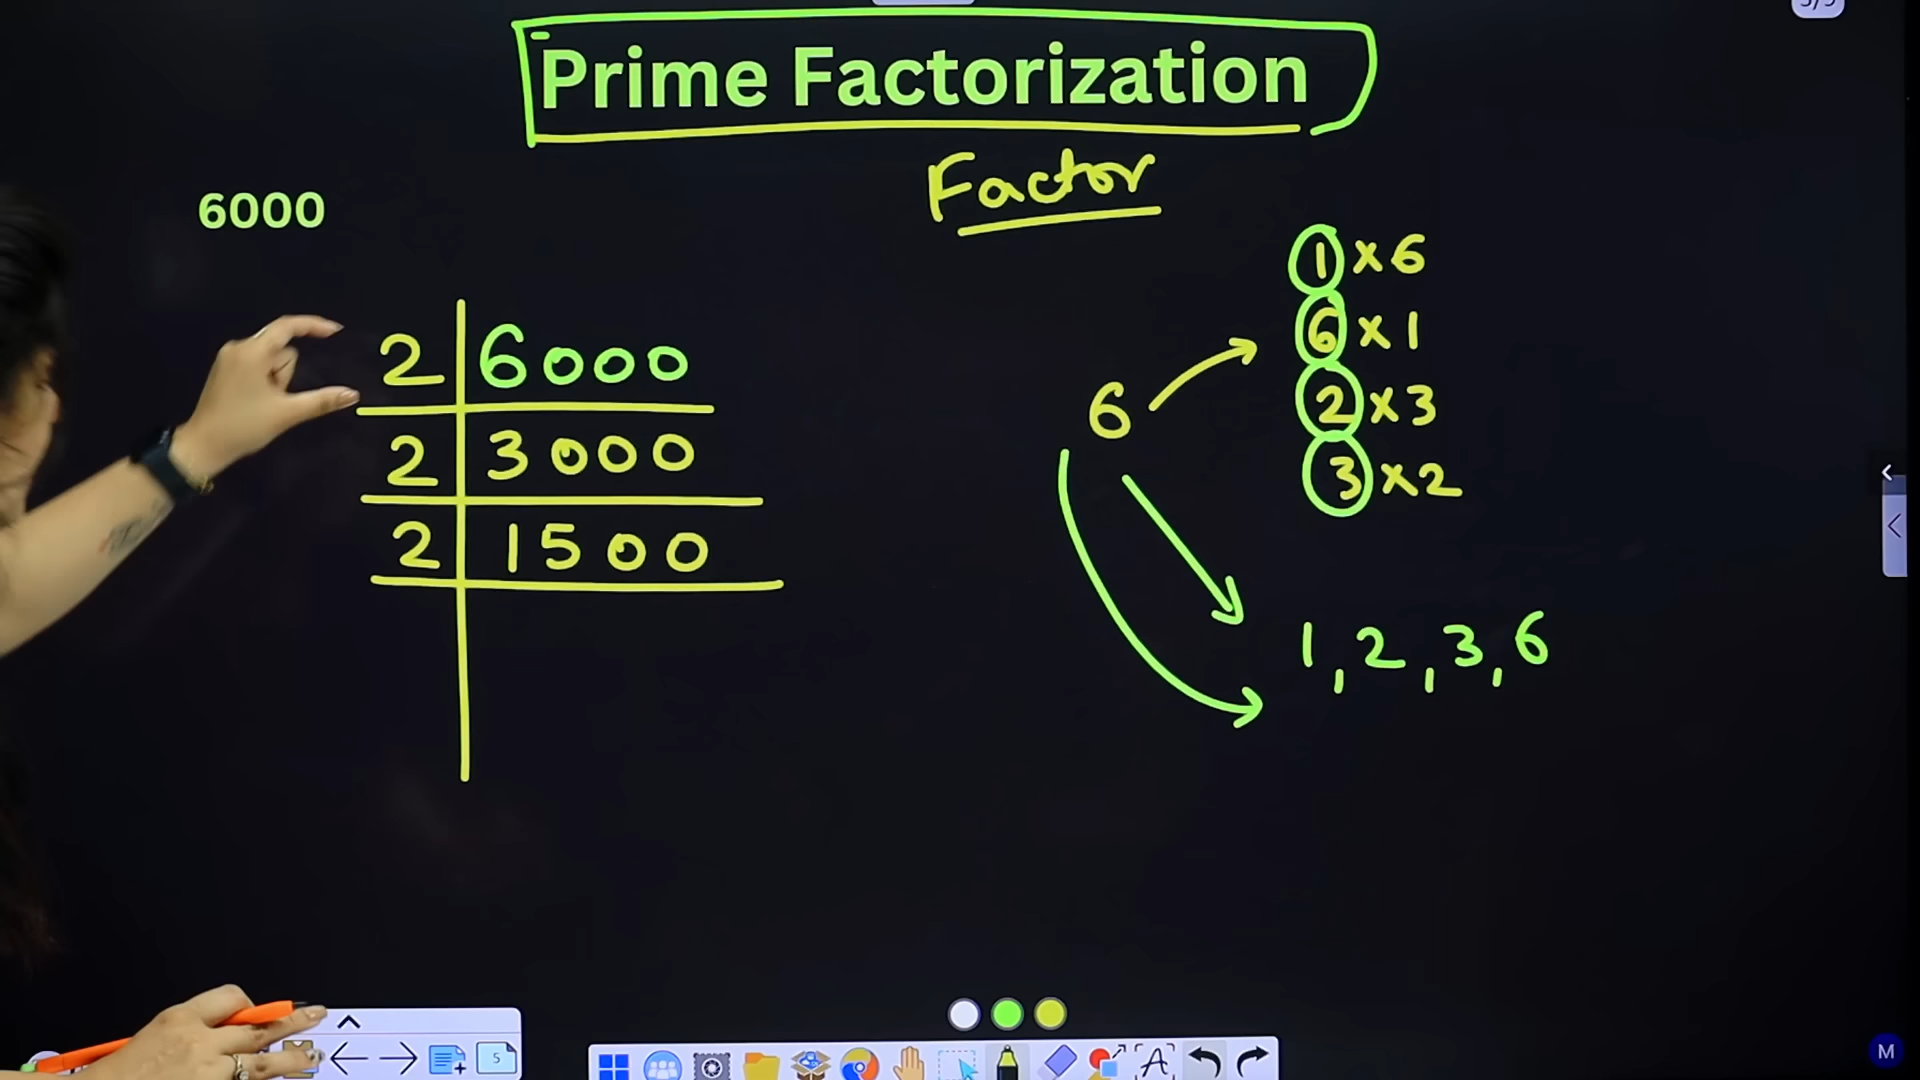 Prime Factorization
Factor
6000
2 | 6000
2 | 3000
2 | 1500
6
1 x 6
6 x 1
2 x 3
3 x 2
1, 2, 3, 6
5
A
M